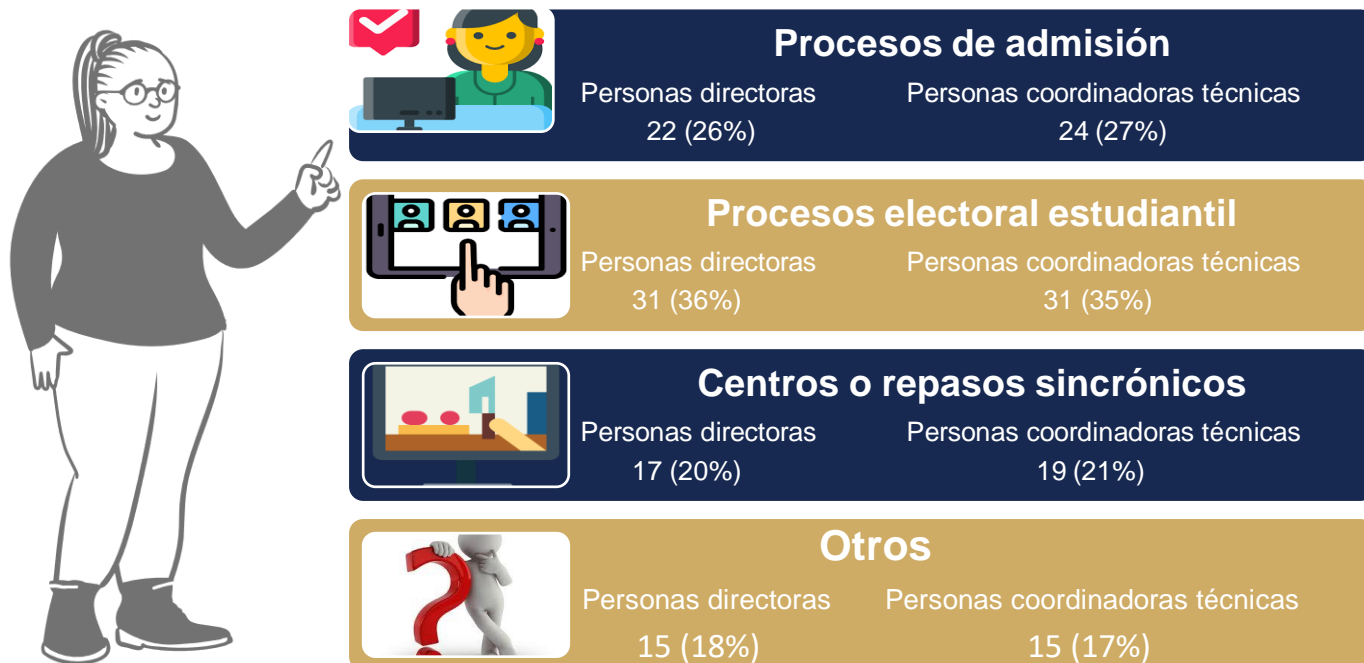 Procesos de admisión
Personas directoras Personas coordinadoras técnicas
22 (26%) 24 (27%)
Procesos electoral estudiantil
Personas directoras Personas coordinadoras técnicas
31 (36%) 31 (35%)
Centros o repasos sincrónicos
Personas directoras Personas coordinadoras técnicas
17 (20%) 19 (21%)
Otros
Personas directoras Personas coordinadoras técnicas
15 (18%) 15 (17%)